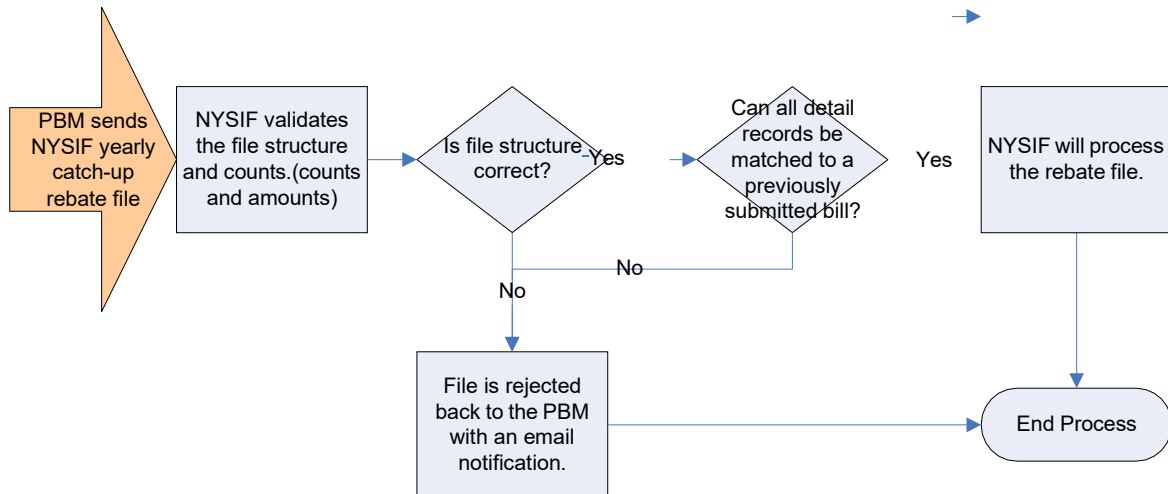 PBM sends
NYSIF yearly
catch-up
rebate file
NYSIF validates
the file structure
and counts.(counts
and amounts)
Is file structure
correct?
Yes
Can all detail
records be
matched to a
previously
submitted bill?
Yes
NYSIF will process
the rebate file.
No
No
File is rejected
back to the PBM
with an email
notification.
End Process